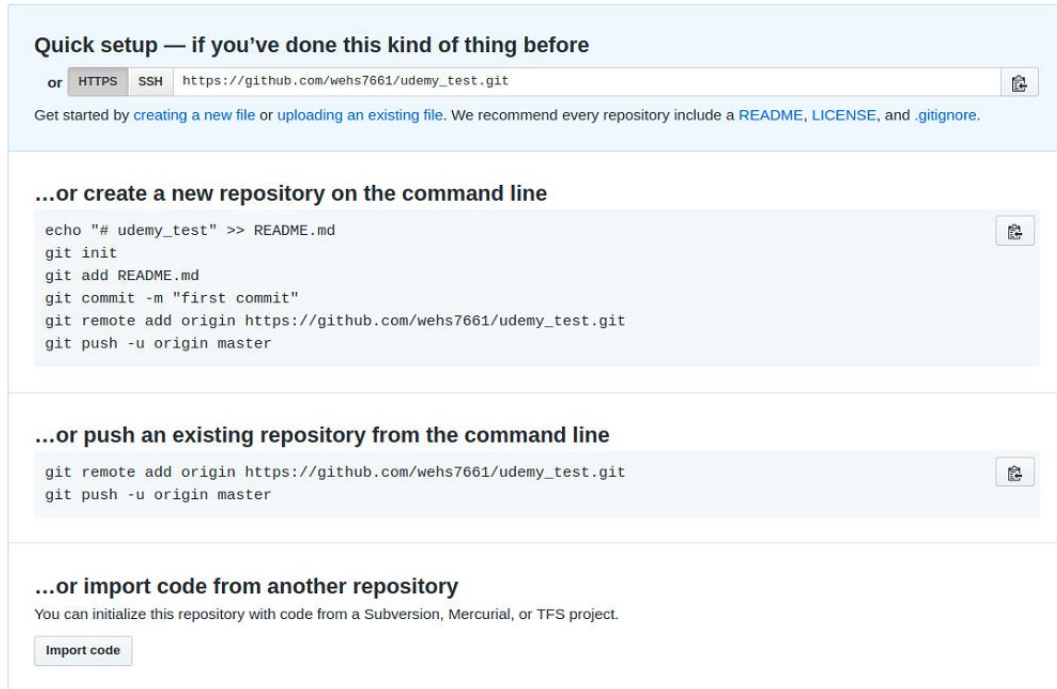 Quick setup — if you’ve done this kind of thing before
or HTTPS SSH https://github.com/wehs7661/udemy_test.git
Get started by creating a new file or uploading an existing file. We recommend every repository include a README, LICENSE, and .gitignore.
…or create a new repository on the command line
echo "# udemy_test" >> README.md
git init
git add README.md
git commit -m "first commit"
git remote add origin https://github.com/wehs7661/udemy_test.git
git push -u origin master
…or push an existing repository from the command line
git remote add origin https://github.com/wehs7661/udemy_test.git
git push -u origin master
…or import code from another repository
You can initialize this repository with code from a Subversion, Mercurial, or TFS project.
Import code